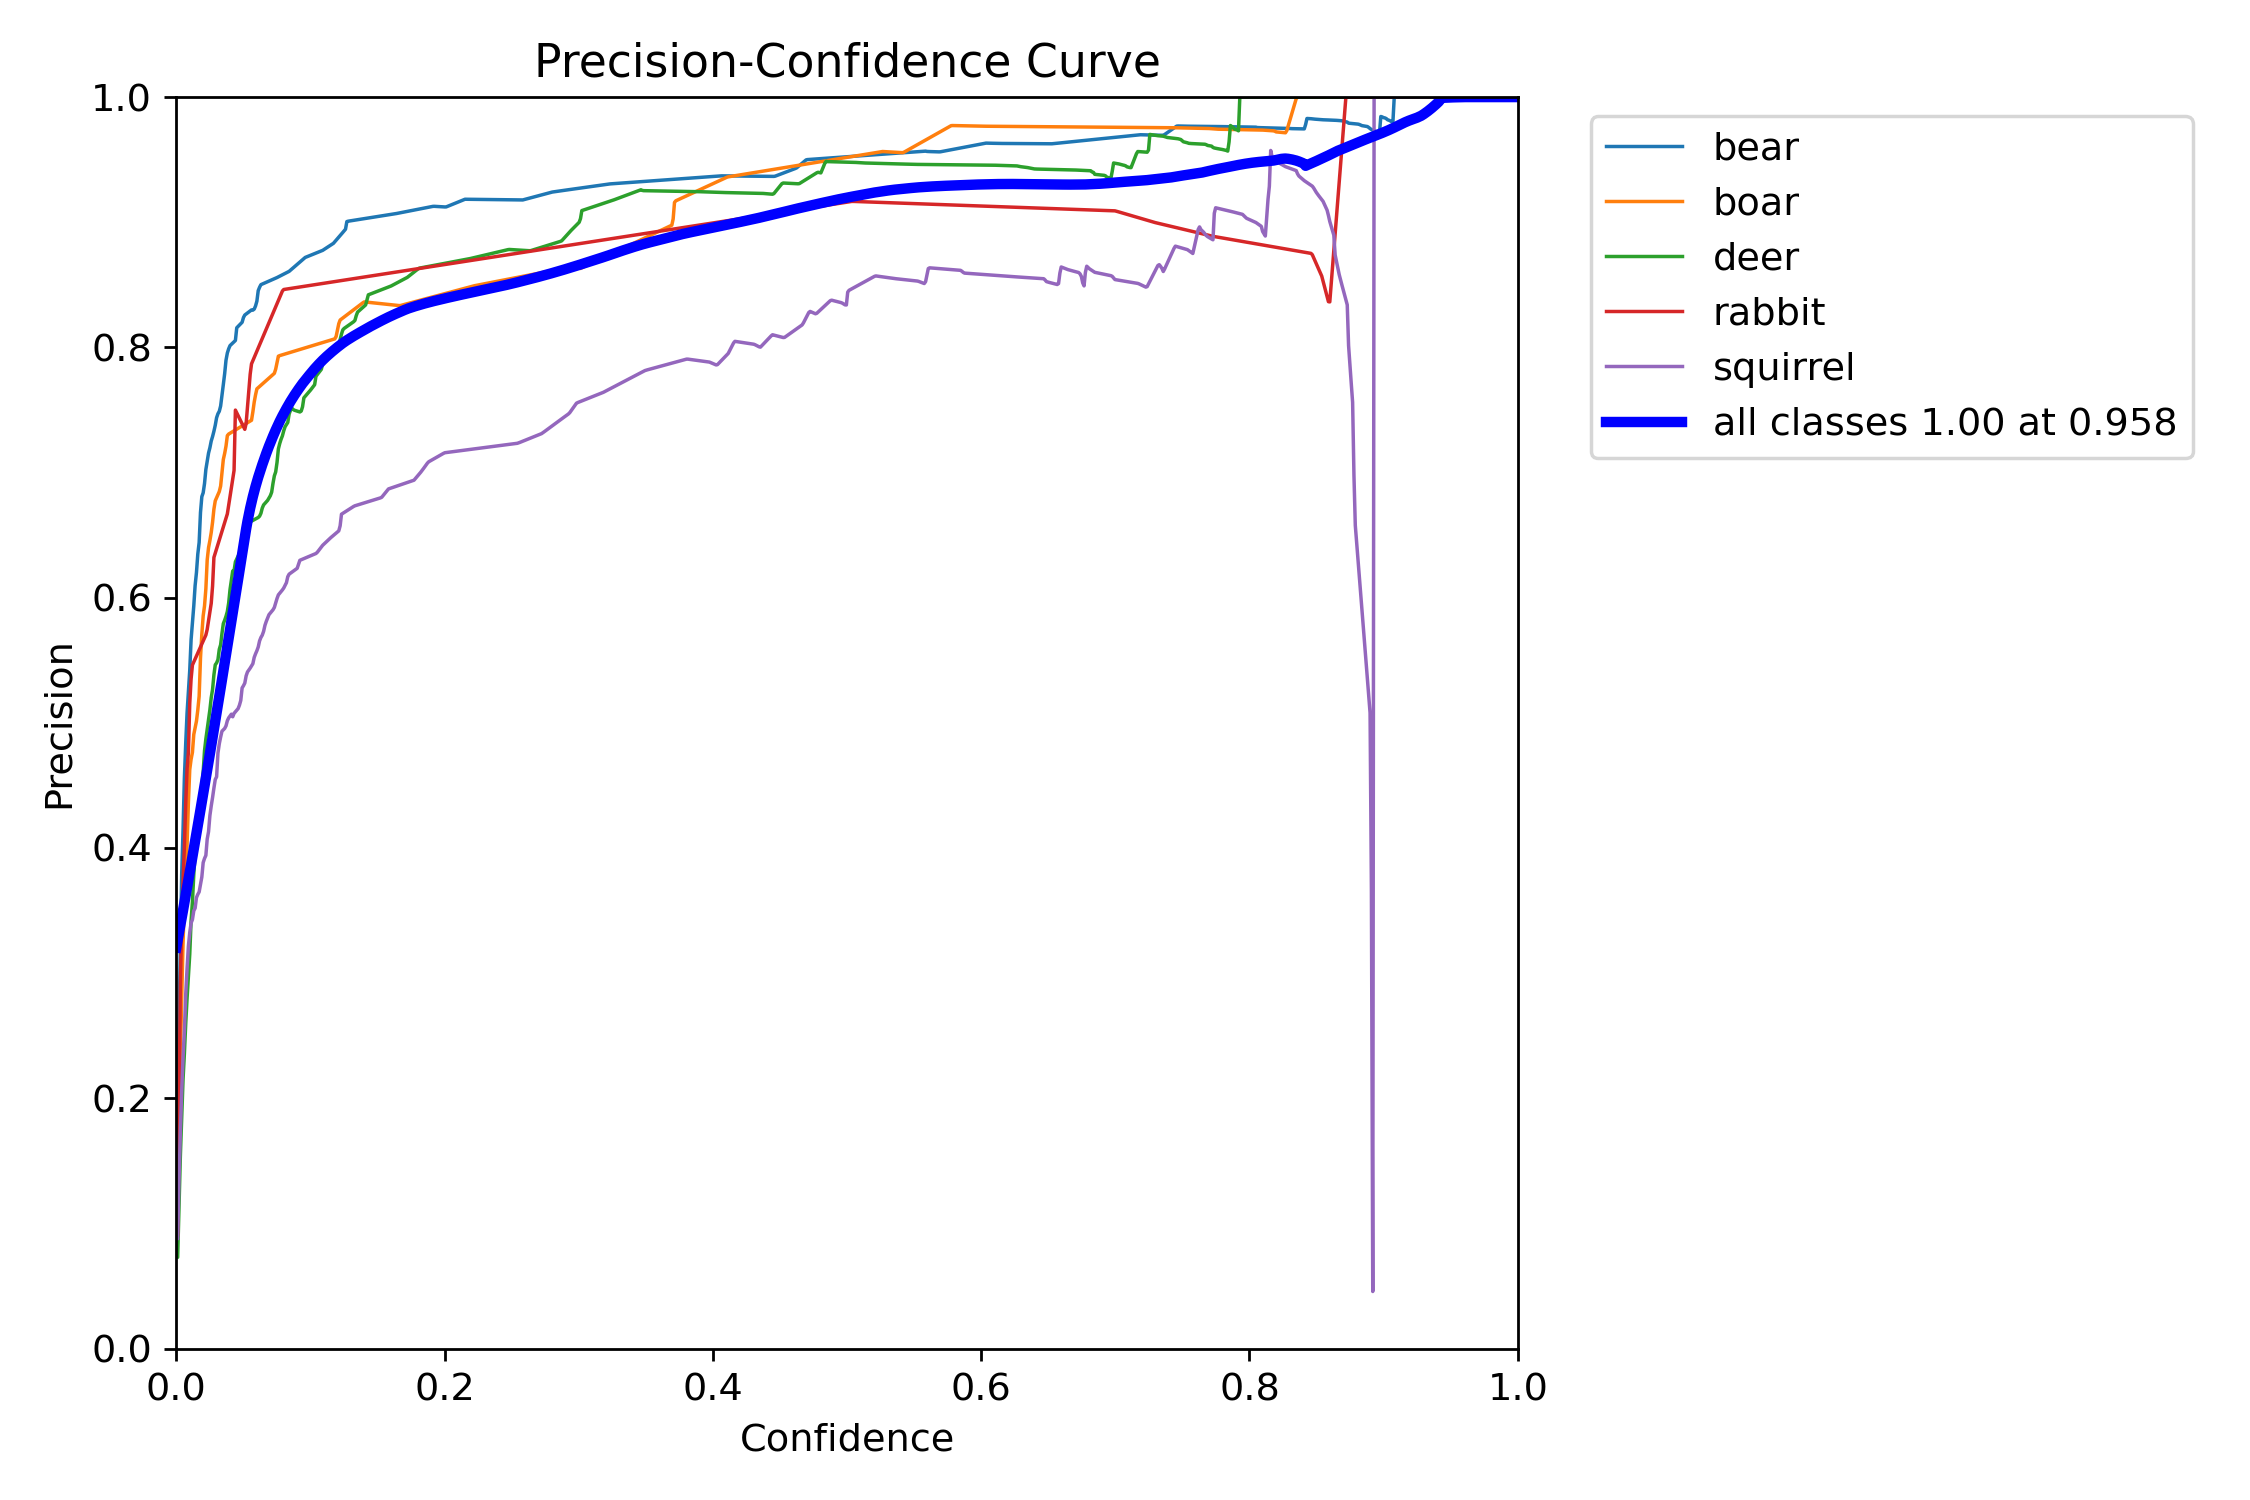 Precision-Confidence Curve
1.0
0.8
0.6
0.4
0.2
0.0
Precision
0.0 0.2 0.4 0.6 0.8 1.0
Confidence
bear
boar
deer
rabbit
squirrel
all classes 1.00 at 0.958